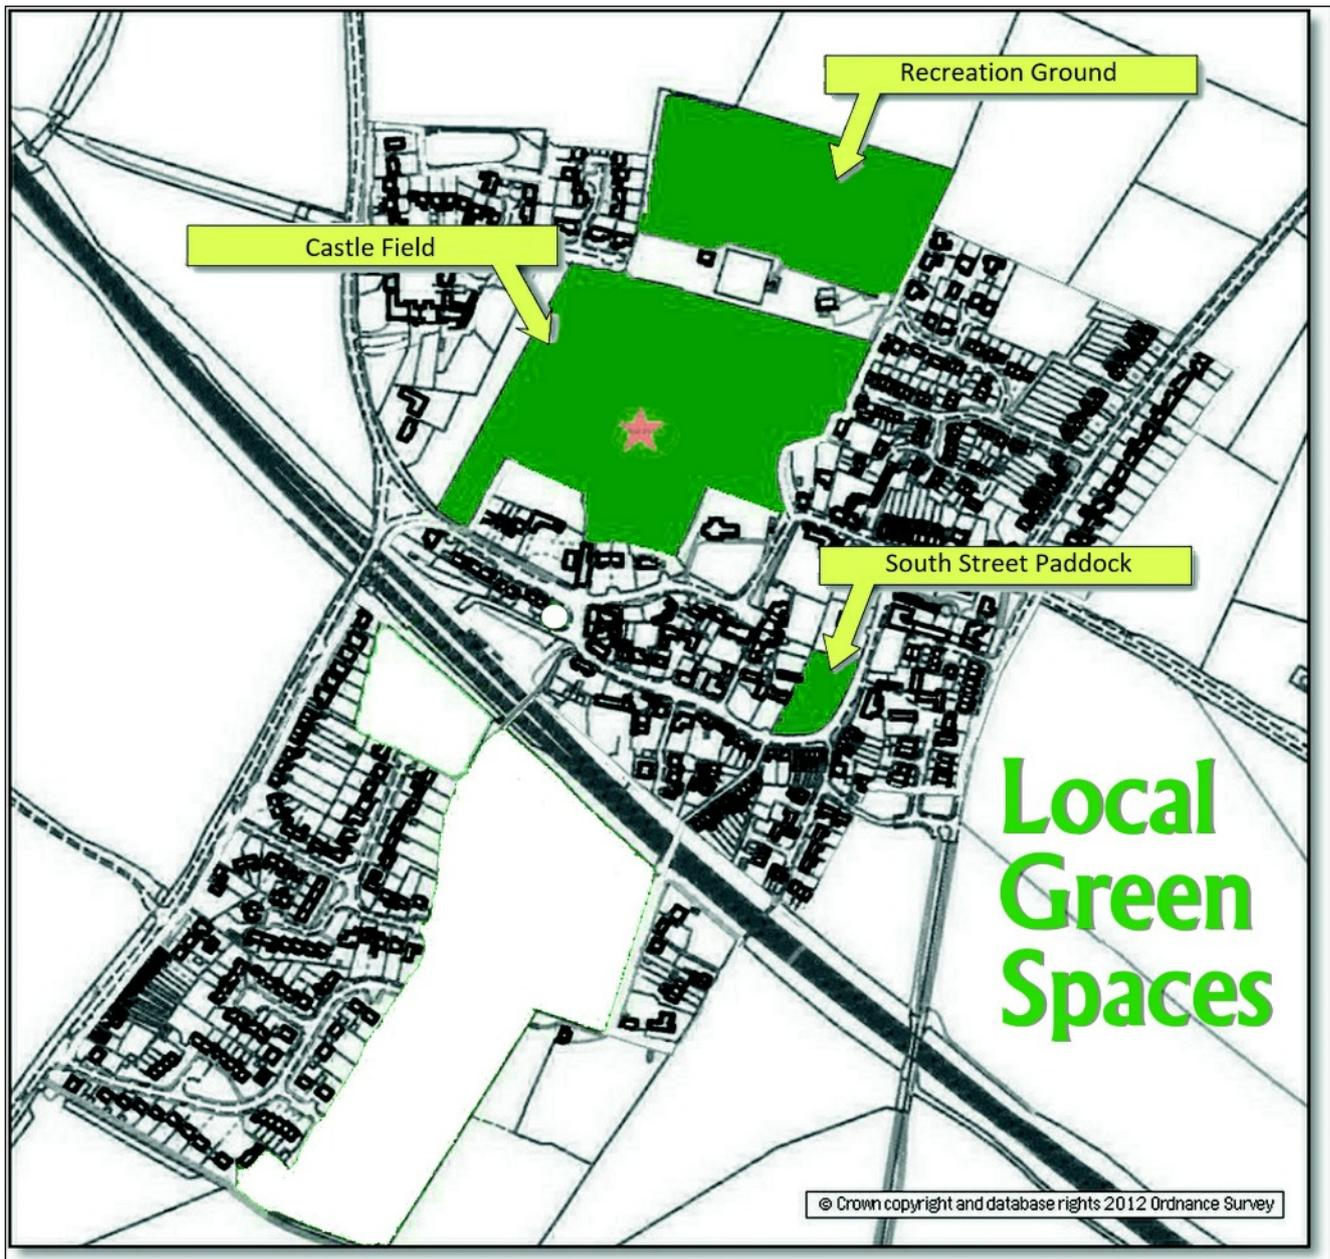 Recreation Ground
Castle Field
South Street Paddock
Local
Green
Spaces
© Crown copyright and database rights 2012 Ordnance Survey